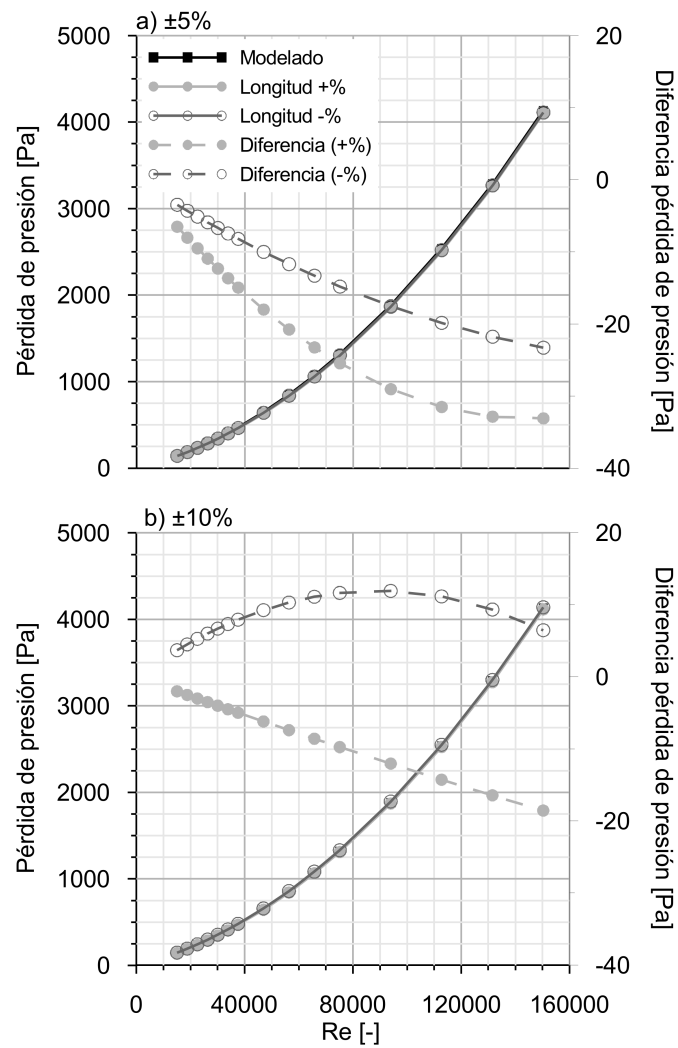 a) ±5%
5000
4000
3000
2000
1000
0
Pérdida de presión [Pa]
Modelado
Longitud +%
Longitud -%
Diferencia (+%)
Diferencia (-%)
20
0
-20
-40
Diferencia pérdida de presión [Pa]
b) ±10%
5000
4000
3000
2000
1000
0
Pérdida de presión [Pa]
20
0
-20
-40
Diferencia pérdida de presión [Pa]
0
40000
80000
120000
160000
Re [-]